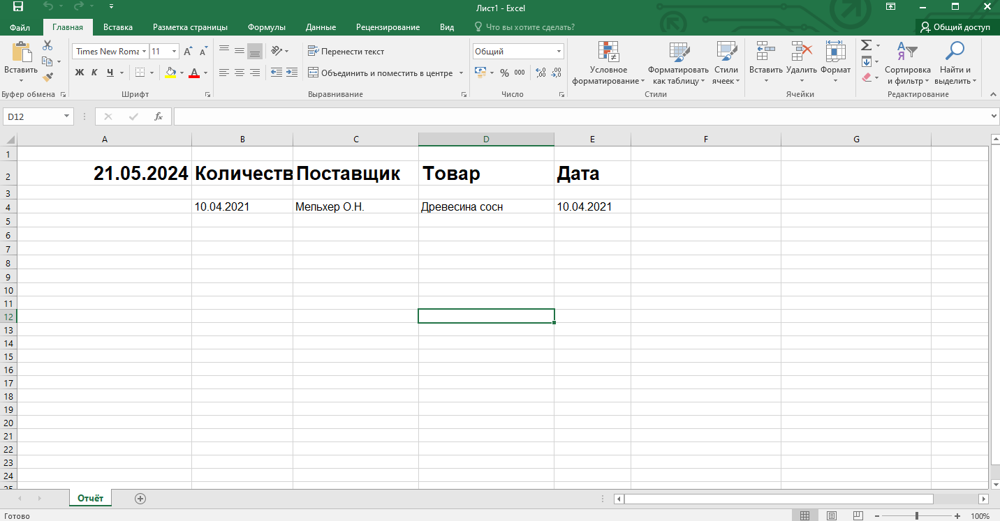 Лист1 - Excel
Файл Главная Вставка Разметка страницы Формулы Данные Рецензирование Вид Что вы хотите сделать? Общий доступ
Times New Roma 11 Перенести текст Общий
Вставить Ж К Ч Объединить и поместить в центре % 000 Условное форматирование Форматировать как таблицу Стили ячеек Вставить Удалить Формат Сортировка и фильтр Найти и выделить
Буфер обмена Шрифт Выравнивание Число Стили Ячейки Редактирование
D12 fx
A B C D E F G
1
2 21.05.2024 Количеств Поставщик Товар Дата
3
4 10.04.2021 Мельхер О.Н. Древесина сосн 10.04.2021
5
6
7
8
9
10
11
12
13
14
15
16
17
18
19
20
21
22
23
24
25
Отчёт
Готово 100%